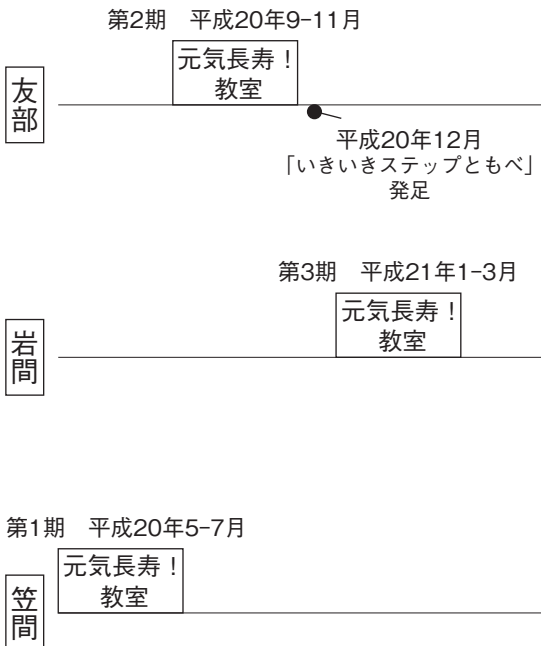 第2期　平成20年9−11月
元気長寿！
教室
友部
平成20年12月
「いきいきステップともべ」
発足
第3期　平成21年1−3月
元気長寿！
教室
岩間
第1期　平成20年5−7月
元気長寿！
教室
笠間